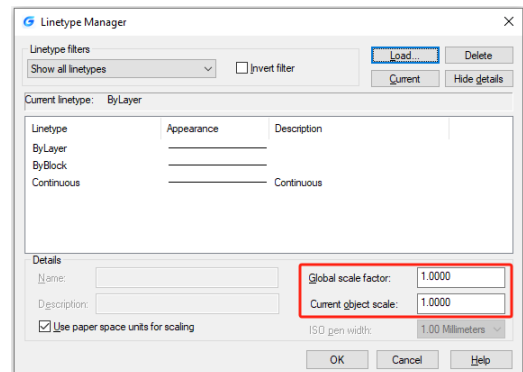 Linetype Manager
Linetype filters
Show all linetypes
Invert filter
Load...
Delete
Current
Hide details
Current linetype: ByLayer
Linetype Appearance Description
ByLayer
ByBlock
Continuous Continuous
Details
Name:
Global scale factor: 1.0000
Description:
Current object scale: 1.0000
Use paper space units for scaling
ISO pen width: 1.00 Milimeters
OK Cancel Help